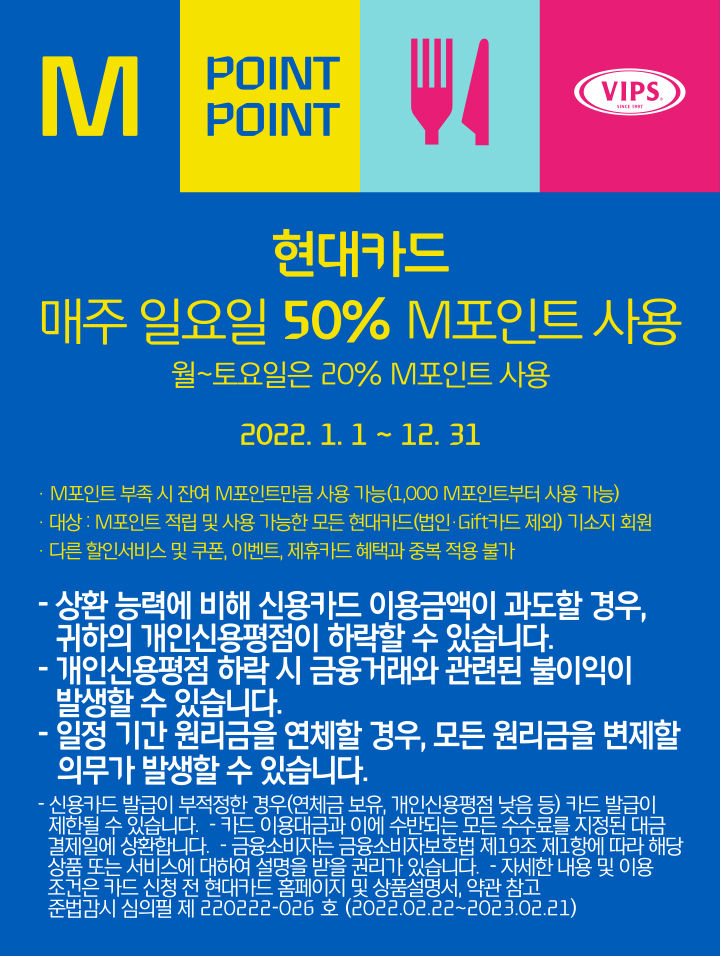 M
POINT
POINT
VIPS
SINCE 1997
현대카드
매주 일요일 50% M포인트 사용
월~토요일은 20% M포인트 사용
2022. 1. 1 ~ 12. 31
· M포인트 부족 시 잔여 M포인트만큼 사용 가능(1,000 M포인트부터 사용 가능)
· 대상 : M포인트 적립 및 사용 가능한 모든 현대카드(법인·Gift카드 제외) 기소지 회원
· 다른 할인서비스 및 쿠폰, 이벤트, 제휴카드 혜택과 중복 적용 불가
- 상환 능력에 비해 신용카드 이용금액이 과도할 경우,
귀하의 개인신용평점이 하락할 수 있습니다.
- 개인신용평점 하락 시 금융거래와 관련된 불이익이
발생할 수 있습니다.
- 일정 기간 원리금을 연체할 경우, 모든 원리금을 변제할
의무가 발생할 수 있습니다.
- 신용카드 발급이 부적정한 경우(연체금 보유, 개인신용평점 낮음 등) 카드 발급이
제한될 수 있습니다. - 카드 이용대금과 이에 수반되는 모든 수수료를 지정된 대금
결제일에 상환합니다. - 금융소비자는 금융소비자보호법 제19조 제1항에 따라 해당
상품 또는 서비스에 대하여 설명을 받을 권리가 있습니다. - 자세한 내용 및 이용
조건은 카드 신청 전 현대카드 홈페이지 및 상품설명서, 약관 참고
준법감시 심의필 제 220222-026 호 (2022.02.22~2023.02.21)